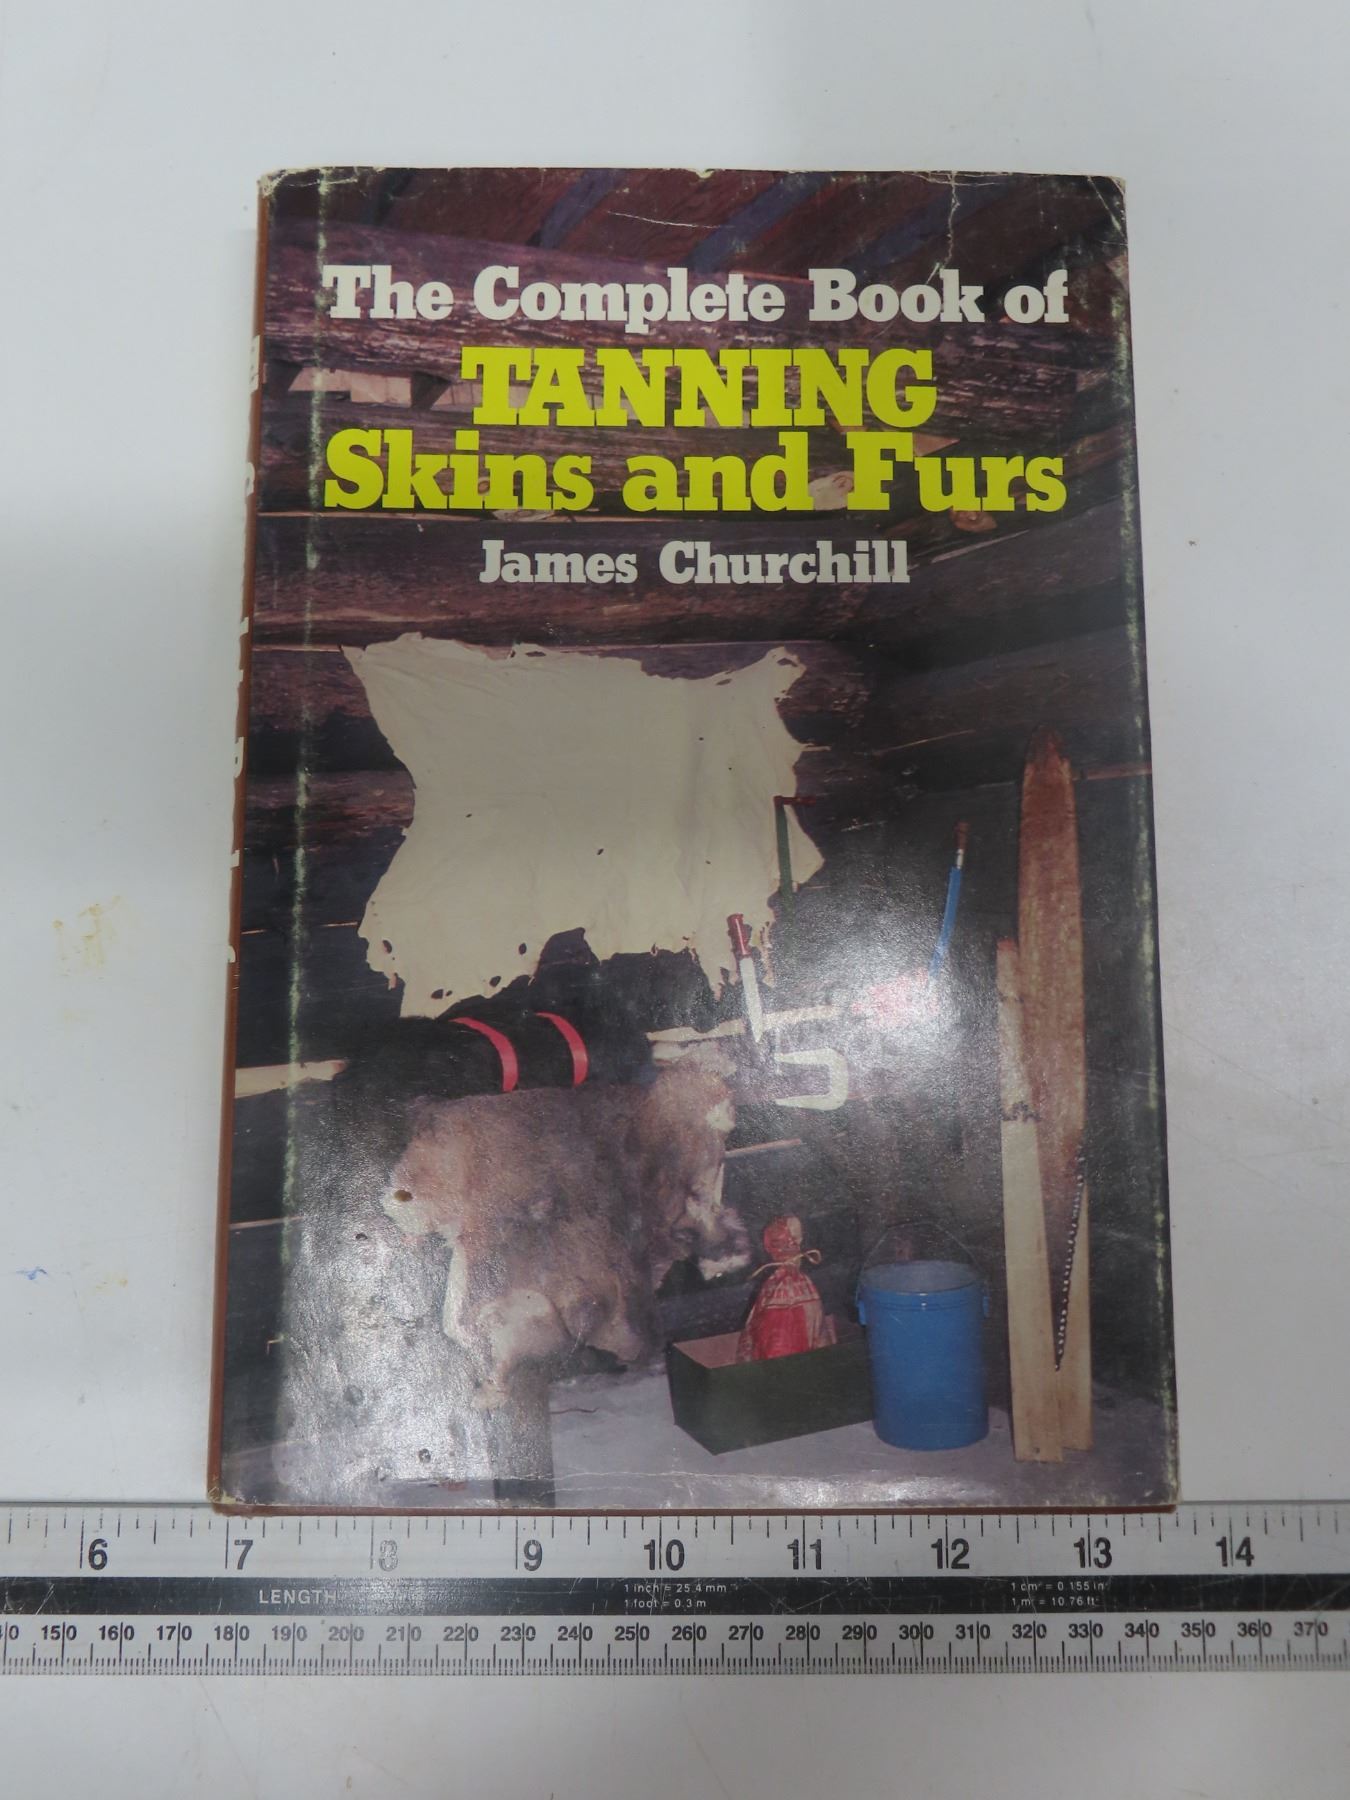 The Complete Book of
TANNING
Skins and Furs
James Churchill
6 7 8 9 10 11 12 13 14
LENGTH
1 inch = 25.4 mm
1 foot = 0.3 m
1 cm² = 0.155 in²
1 m² = 10.76 ft²
150 160 170 180 190 200 210 220 230 240 250 260 270 280 290 300 310 320 330 340 350 360 370